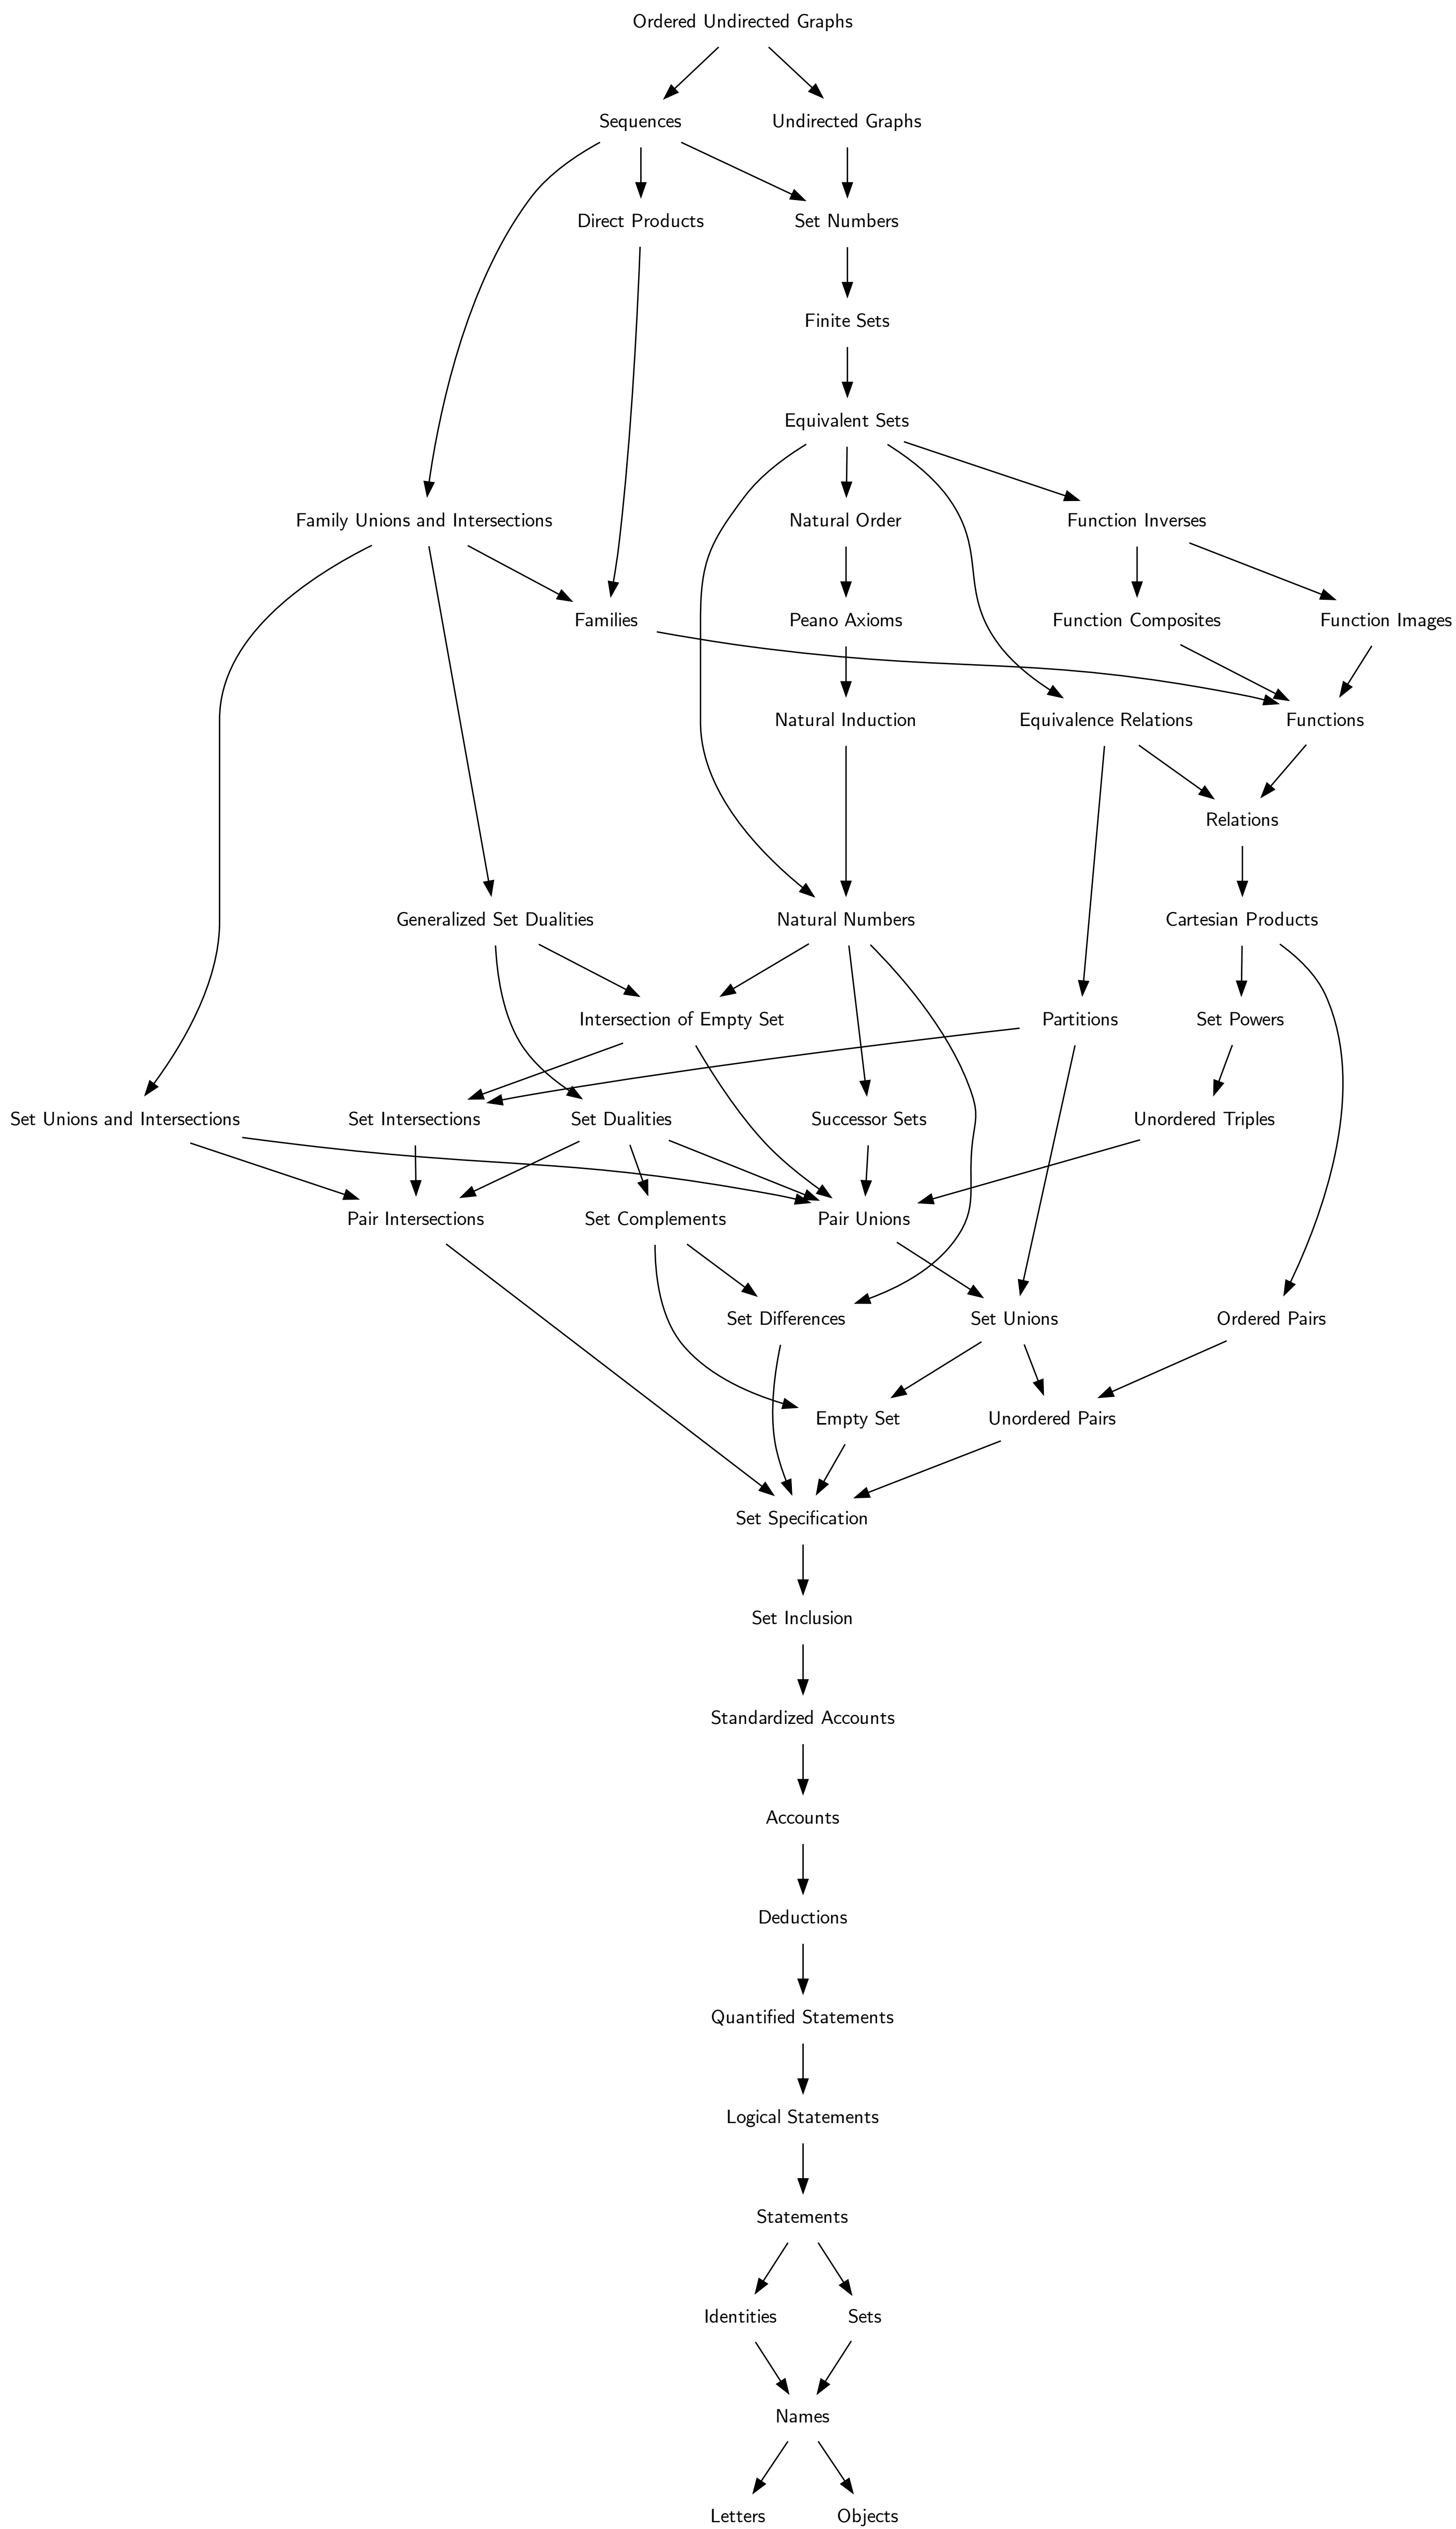 Ordered Undirected Graphs
Sequences
Undirected Graphs
Direct Products
Set Numbers
Finite Sets
Equivalent Sets
Family Unions and Intersections
Natural Order
Function Inverses
Families
Peano Axioms
Function Composites
Function Images
Natural Induction
Equivalence Relations
Functions
Relations
Generalized Set Dualities
Natural Numbers
Cartesian Products
Intersection of Empty Set
Partitions
Set Powers
Set Unions and Intersections
Set Intersections
Set Dualities
Successor Sets
Unordered Triples
Pair Intersections
Set Complements
Pair Unions
Set Differences
Set Unions
Ordered Pairs
Empty Set
Unordered Pairs
Set Specification
Set Inclusion
Standardized Accounts
Accounts
Deductions
Quantified Statements
Logical Statements
Statements
Identities
Sets
Names
Letters
Objects